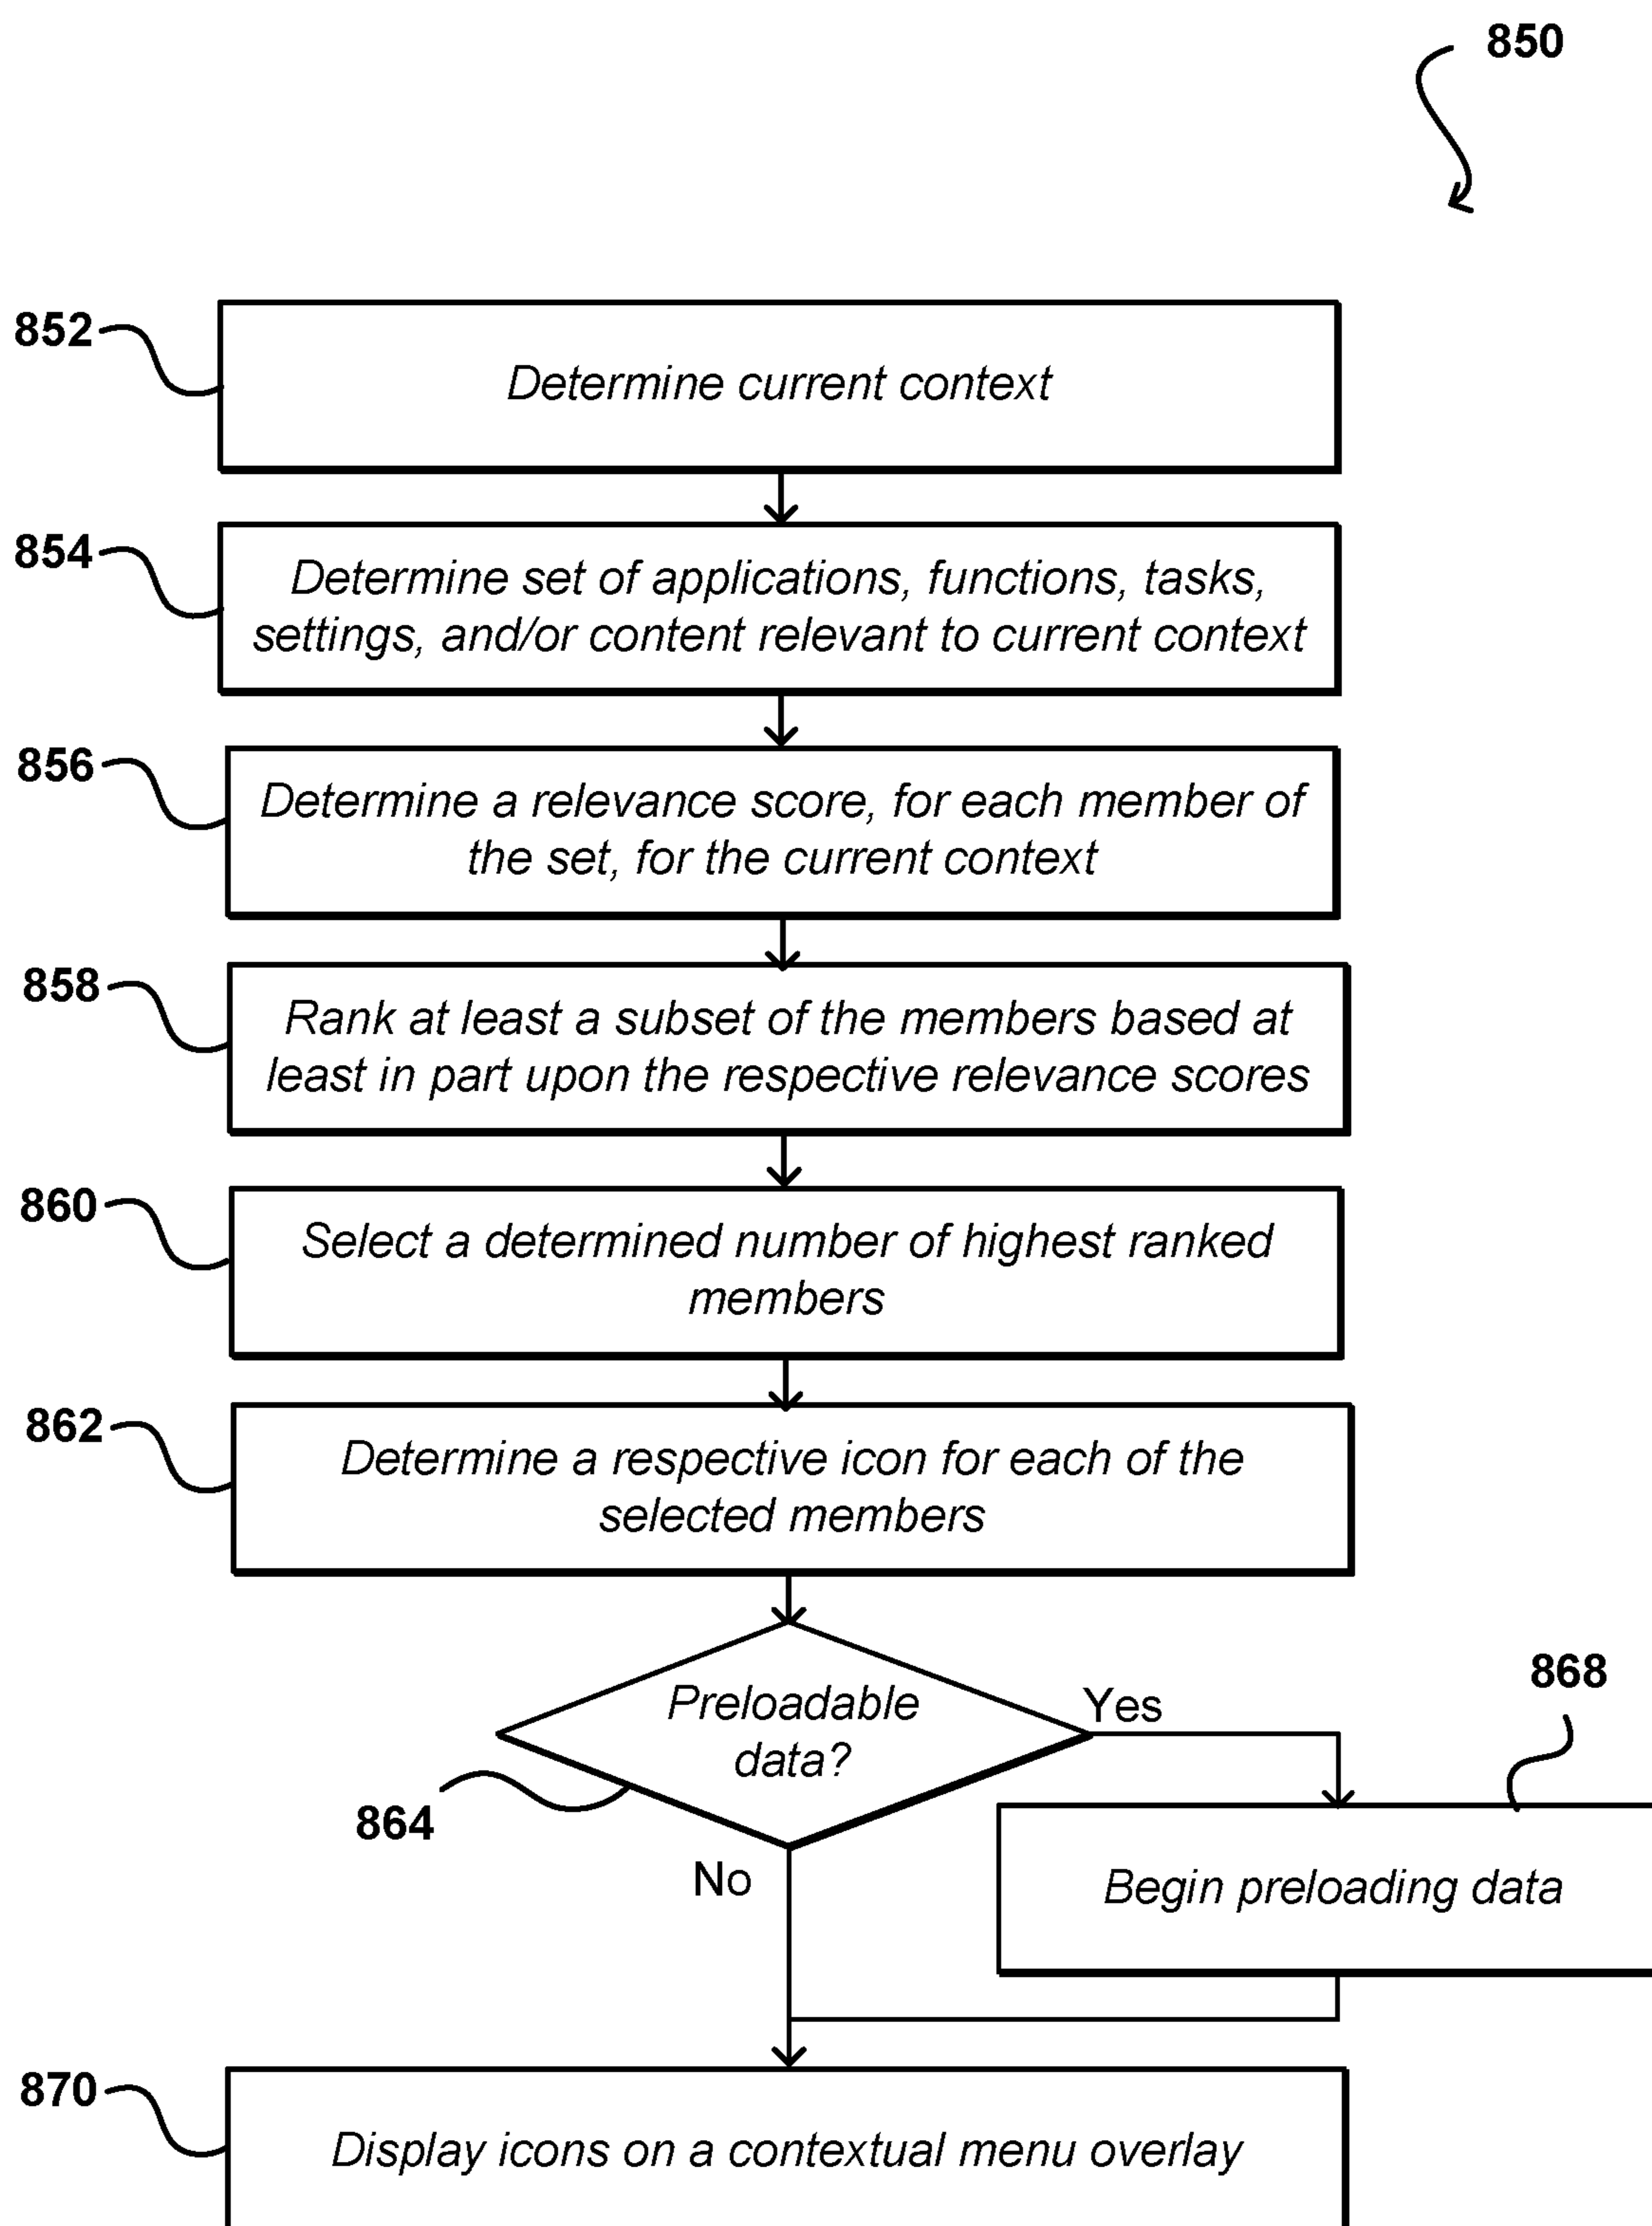 850
852
Determine current context
854
Determine set of applications, functions, tasks,
settings, and/or content relevant to current context
856
Determine a relevance score, for each member of
the set, for the current context
858
Rank at least a subset of the members based at
least in part upon the respective relevance scores
860
Select a determined number of highest ranked
members
862
Determine a respective icon for each of the
selected members
Preloadable
data?
Yes
868
864
No
Begin preloading data
870
Display icons on a contextual menu overlay